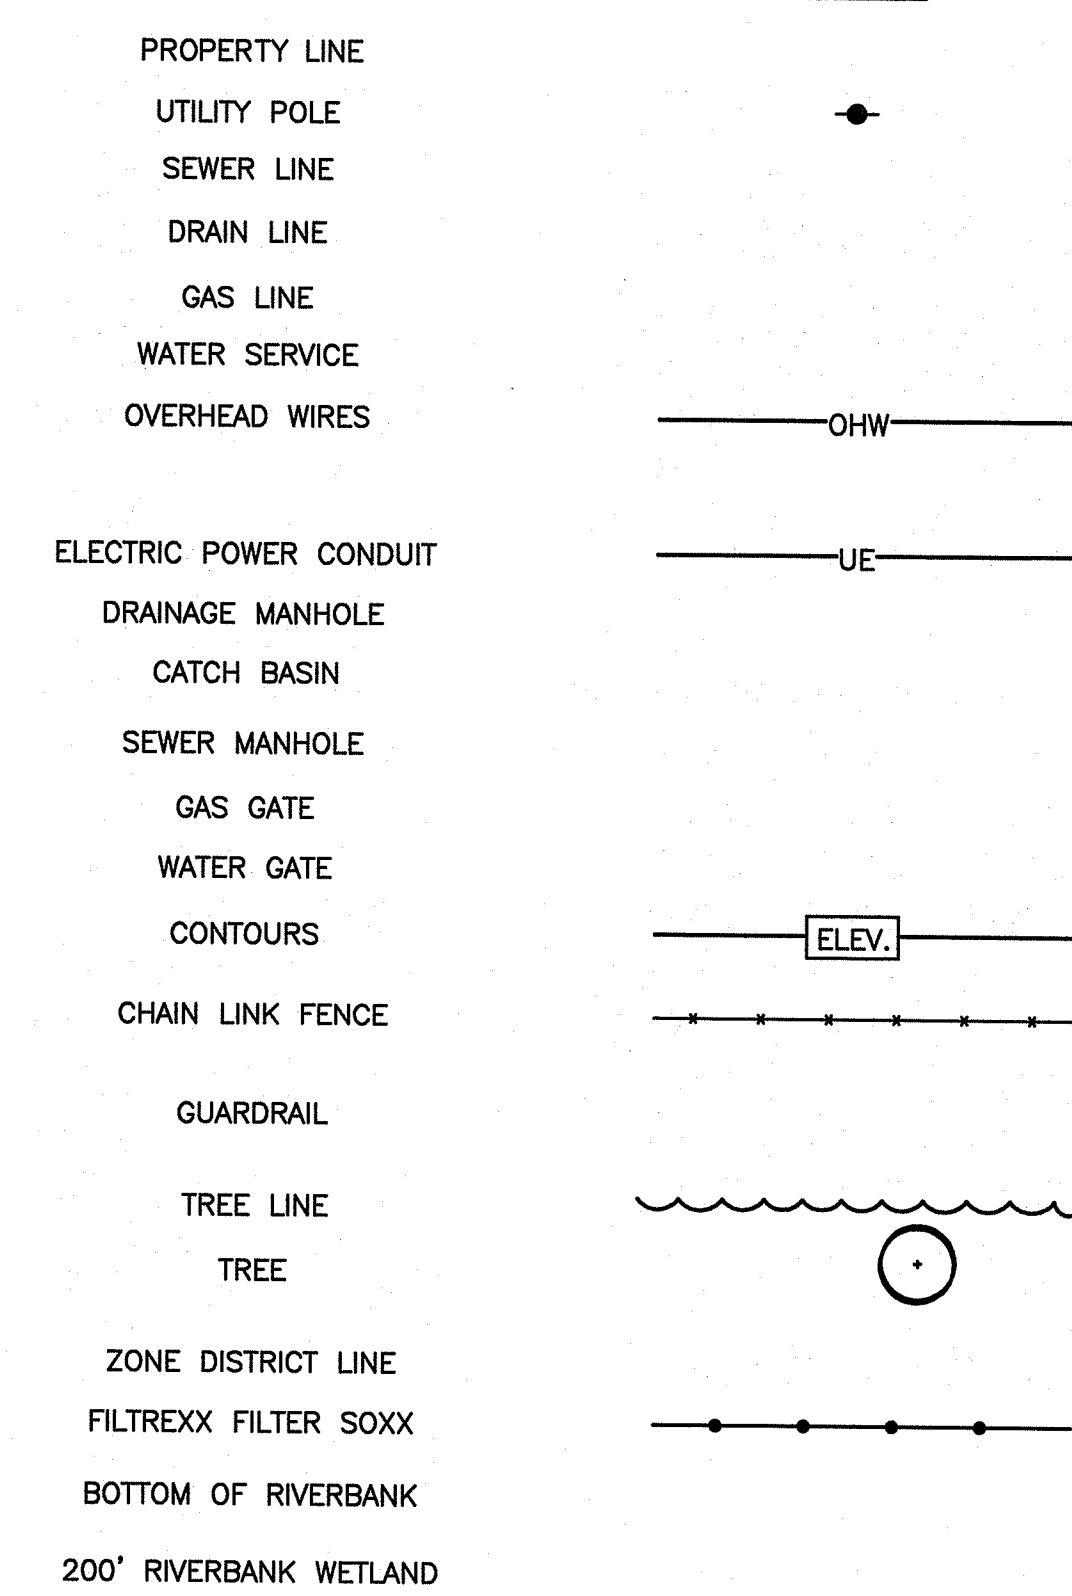 PROPERTY LINE
UTILITY POLE
SEWER LINE
DRAIN LINE
GAS LINE
WATER SERVICE
OVERHEAD WIRES OHW
ELECTRIC POWER CONDUIT UE
DRAINAGE MANHOLE
CATCH BASIN
SEWER MANHOLE
GAS GATE
WATER GATE
CONTOURS ELEV.
CHAIN LINK FENCE
GUARDRAIL
TREE LINE
TREE
ZONE DISTRICT LINE
FILTREXX FILTER SOXX
BOTTOM OF RIVERBANK
200' RIVERBANK WETLAND